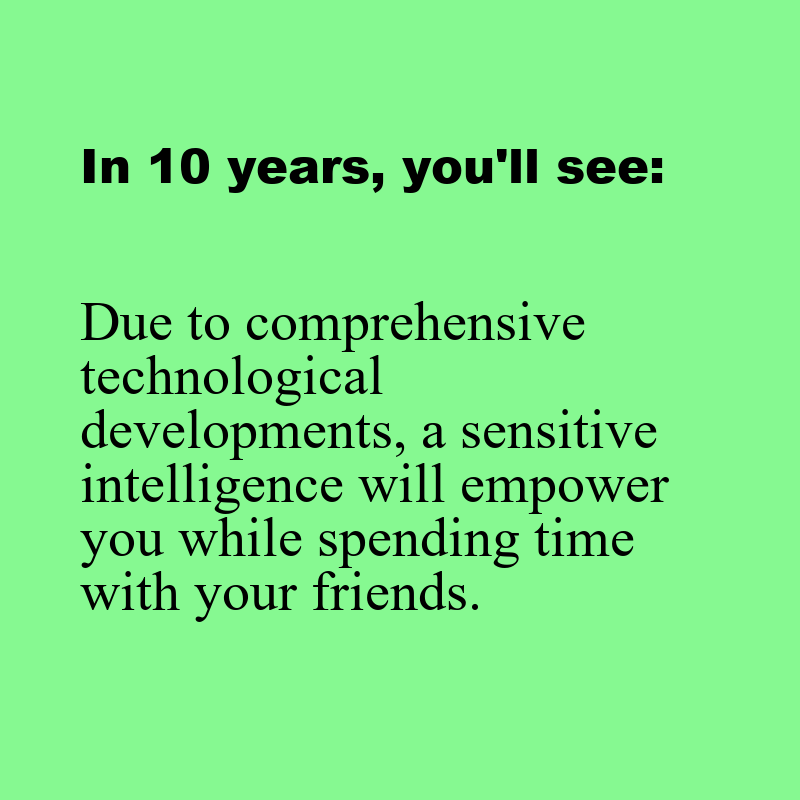 In 10 years, you'll see:
Due to comprehensive
technological
developments, a sensitive
intelligence will empower
you while spending time
with your friends.